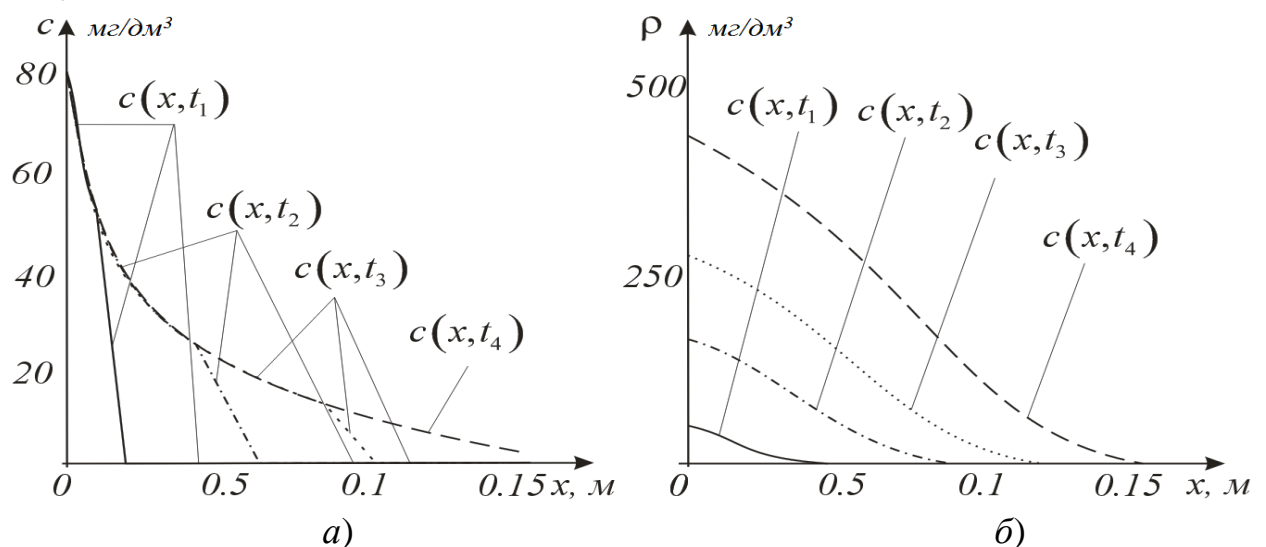 c мг/дм³
80
60
40
20
c(x,t₁)
c(x,t₂)
c(x,t₃)
c(x,t₄)
0 0.5 0.1 0.15 x, м
а)
ρ мг/дм³
500
250
c(x,t₁)
c(x,t₂)
c(x,t₃)
c(x,t₄)
0 0.5 0.1 0.15 x, м
б)